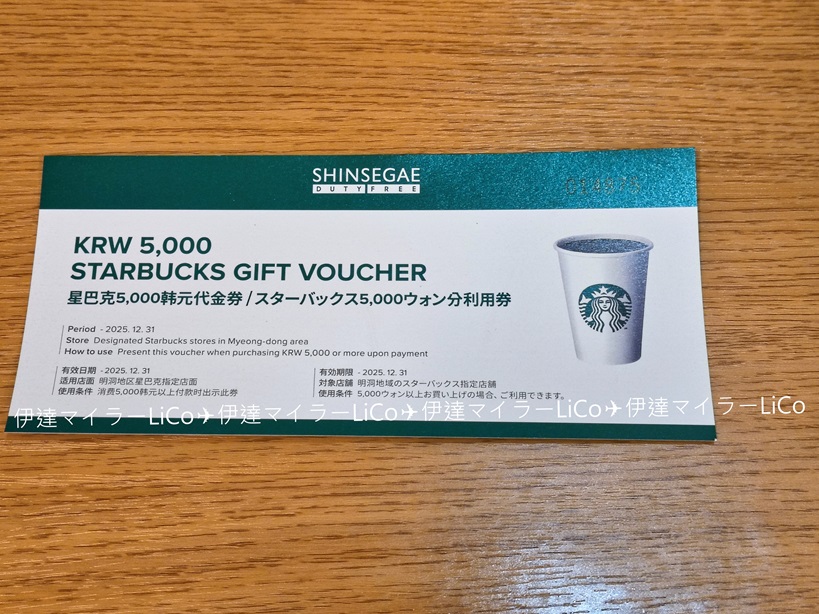 SHINSEGAE
DUTY FREE
KRW 5,000
STARBUCKS GIFT VOUCHER
星巴克5,000韩元代金券 / スターバックス5,000ウォン分利用券
Period - 2025. 12. 31
Store Designated Starbucks stores in Myeong-dong area
How to use Present this voucher when purchasing KRW 5,000 or more upon payment
有效日期 - 2025. 12. 31
适用店面 明洞地区星巴克指定店面
使用条件 消费5,000韩元以上付款时出示此券
有効期限 - 2025. 12. 31
対象店舗 明洞地域のスターバックス指定店舗
使用条件 5,000ウォン以上お買い上げの場合、ご利用できます。
伊達マイラーLiCo✈伊達マイラーLiCo✈伊達マイラーLiCo✈伊達マイラーLiCo